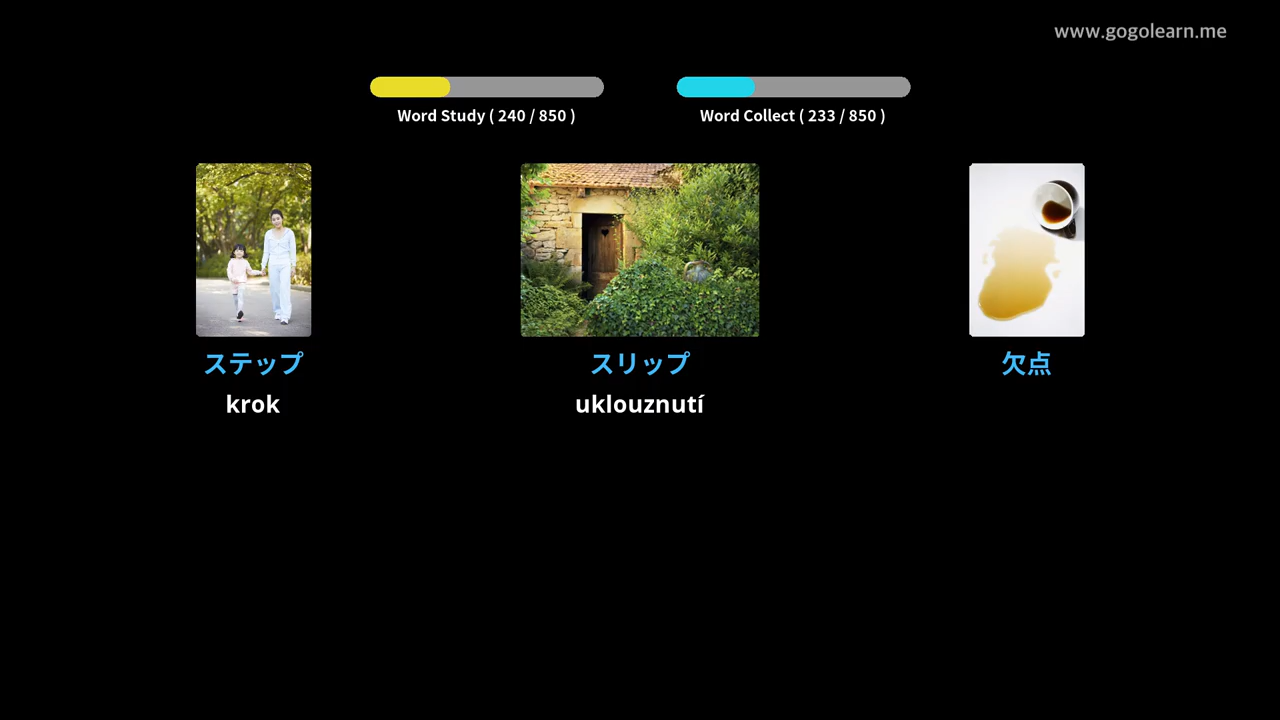 www.gogolearn.me
Word Study ( 240 / 850 )
Word Collect ( 233 / 850 )
ステップ
スリップ
欠点
krok
uklouznutí